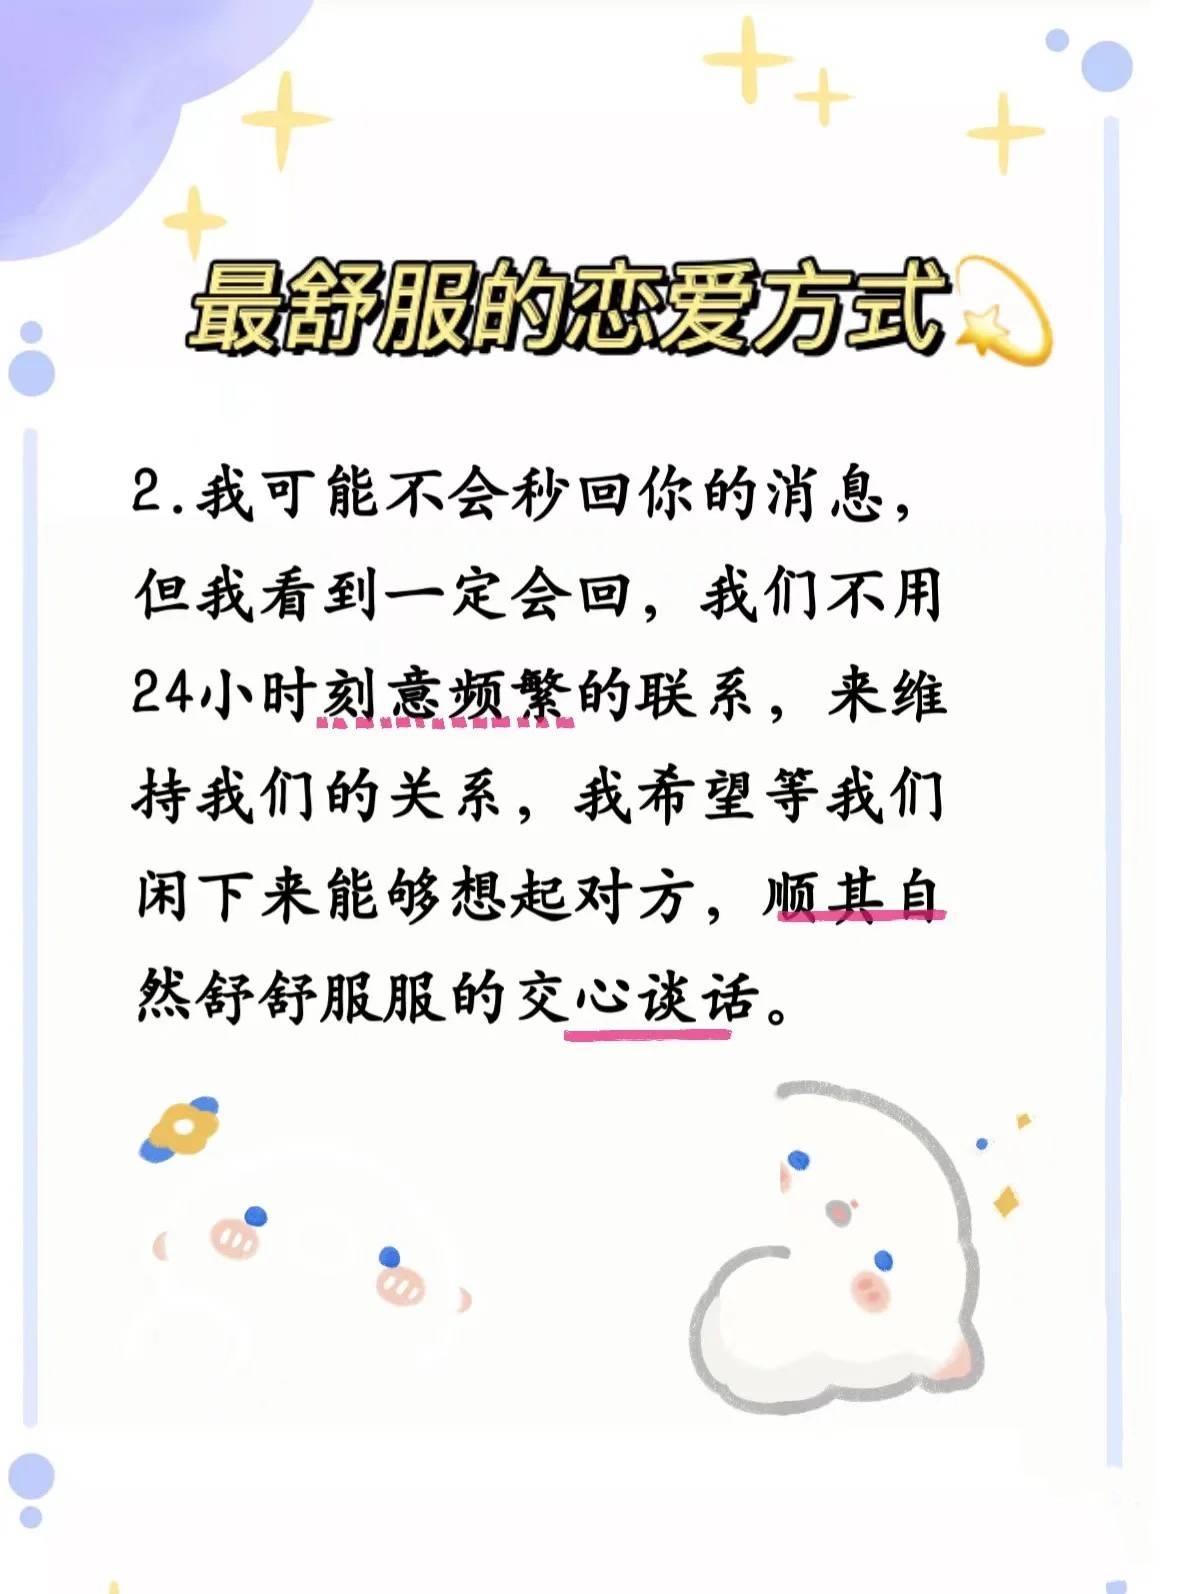 最舒服的恋爱方式
2.我可能不会秒回你的消息，
但我看到一定会回，我们不用
24小时刻意频繁的联系，来维
持我们的关系，我希望等我们
闲下来能够想起对方，顺其自
然舒舒服服的交心谈话。